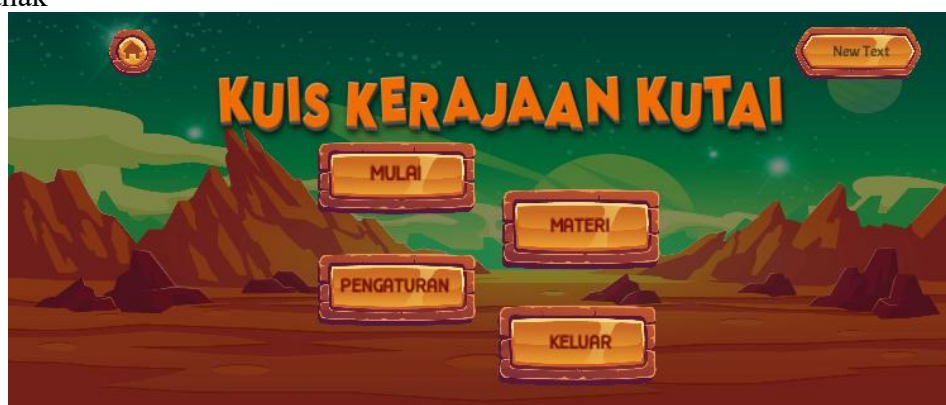 New Text
KUIS KERAJAAN KUTAI
MULAI
MATERI
PENGATURAN
KELUAR